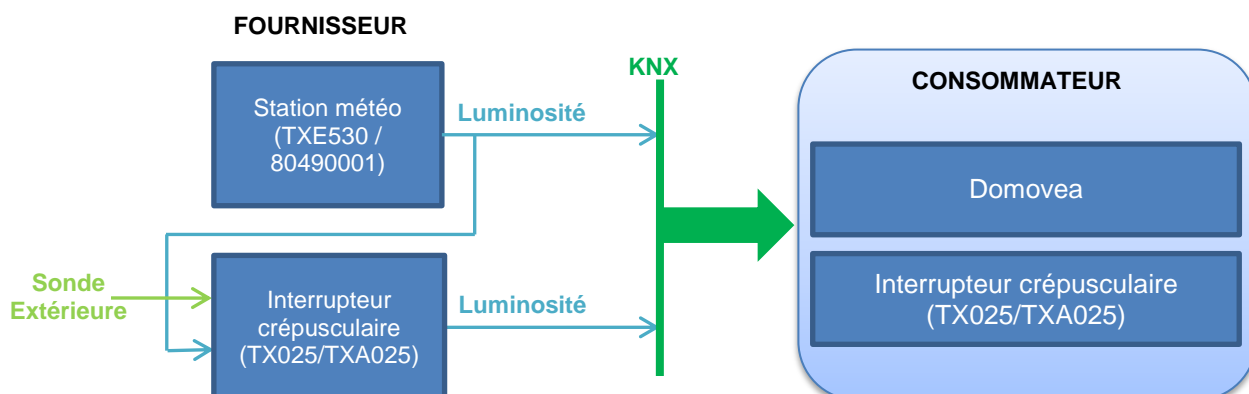 FOURNISSEUR
Station météo
(TXE530 /
80490001)
Luminosité
KNX
CONSOMMATEUR
Domovea
Sonde
Extérieure
Interrupteur
crépusculaire
(TX025/TXA025)
Luminosité
Interrupteur crépusculaire
(TX025/TXA025)